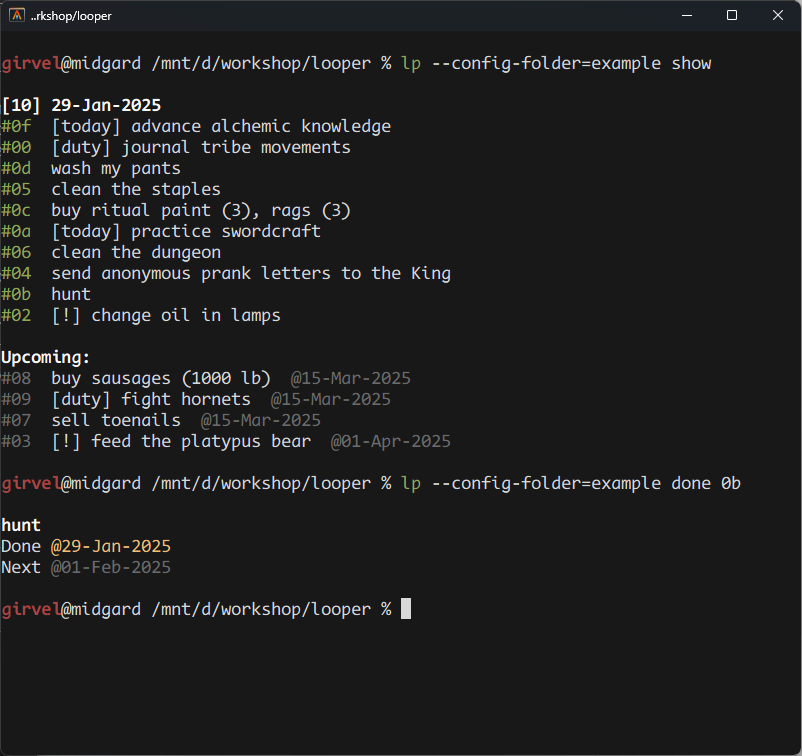 ..rkshop/looper
girvel@midgard /mnt/d/workshop/looper % lp --config-folder=example show
[10] 29-Jan-2025
#0f [today] advance alchemic knowledge
#00 [duty] journal tribe movements
#0d wash my pants
#05 clean the staples
#0c buy ritual paint (3), rags (3)
#0a [today] practice swordcraft
#06 clean the dungeon
#04 send anonymous prank letters to the King
#0b hunt
#02 [!] change oil in lamps
Upcoming:
#08 buy sausages (1000 lb) @15-Mar-2025
#09 [duty] fight hornets @15-Mar-2025
#07 sell toenails @15-Mar-2025
#03 [!] feed the platypus bear @01-Apr-2025
girvel@midgard /mnt/d/workshop/looper % lp --config-folder=example done 0b
hunt
Done @29-Jan-2025
Next @01-Feb-2025
girvel@midgard /mnt/d/workshop/looper %